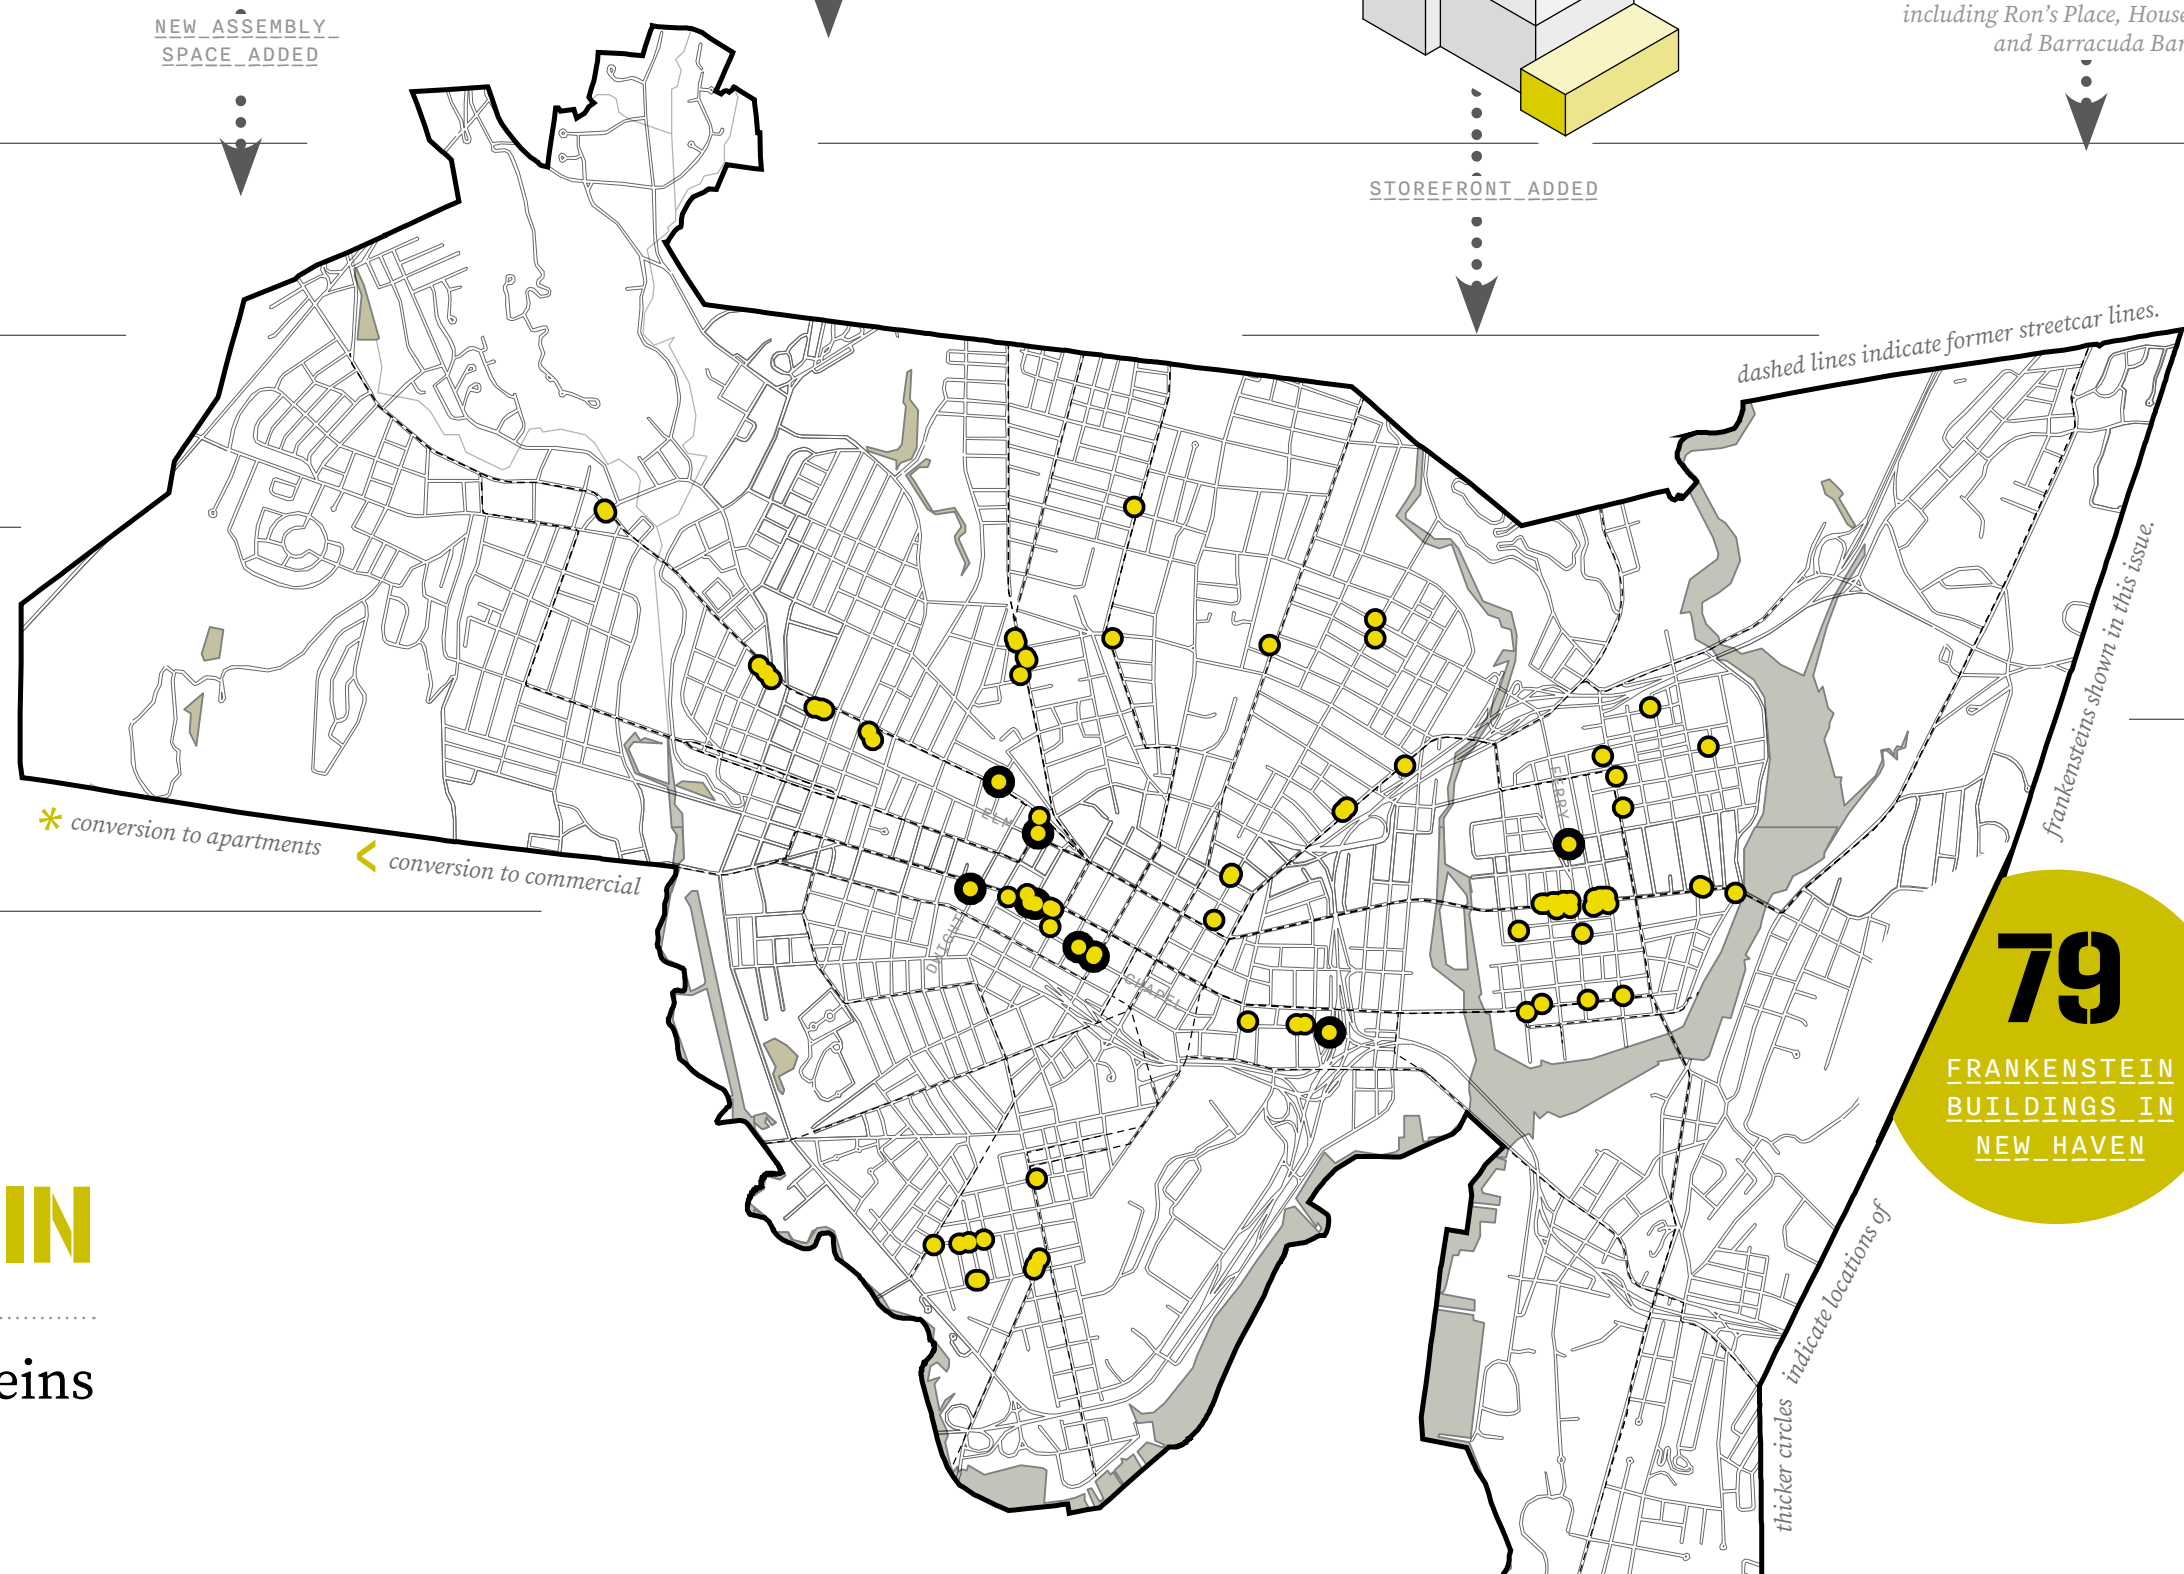 NEW_ASSEMBLY_
SPACE_ADDED
including Ron's Place, House
and Barracuda Bar
STOREFRONT_ADDED
dashed lines indicate former streetcar lines.
* conversion to apartments
< conversion to commercial
ELM
DWIGHT
CHAPEL
FERRY
79
FRANKENSTEIN
BUILDINGS_IN
NEW_HAVEN
thicker circles indicate locations of
frankensteins shown in this issue.
IN
eins